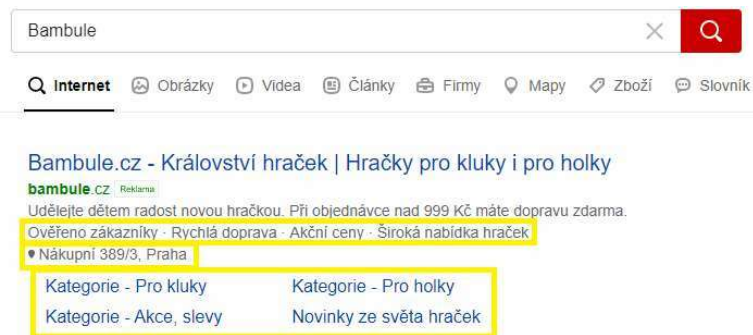 Bambule
Internet Obrázky Videa Články Firmy Mapy Zboží Slovník
Bambule.cz - Království hraček | Hračky pro kluky i pro holky
bambule.cz Reklama
Udělejte dětem radost novou hračkou. Při objednávce nad 999 Kč máte dopravu zdarma.
Ověřeno zákazníky · Rychlá doprava · Akční ceny · Široká nabídka hraček
Nákupní 389/3, Praha
Kategorie - Pro kluky Kategorie - Pro holky
Kategorie - Akce, slevy Novinky ze světa hraček